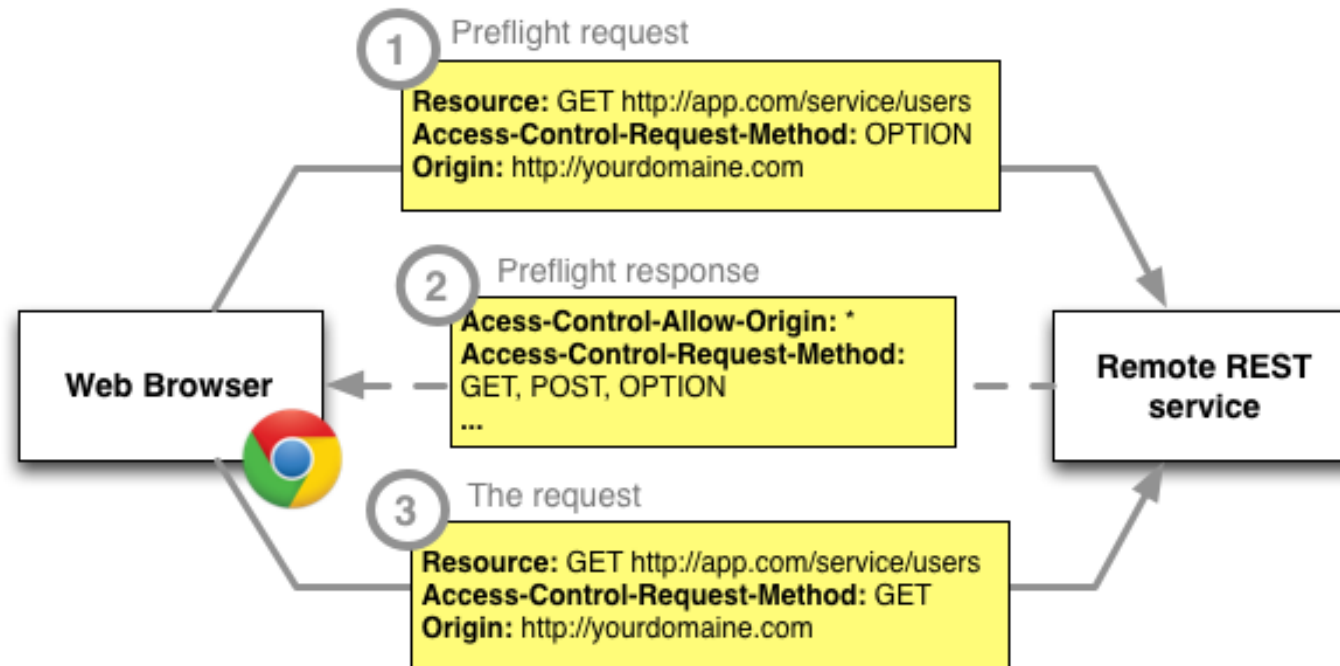 1
Preflight request
Resource: GET http://app.com/service/users
Access-Control-Request-Method: OPTION
Origin: http://yourdomaine.com
2
Preflight response
Acess-Control-Allow-Origin: *
Access-Control-Request-Method:
GET, POST, OPTION
...
Web Browser
Remote REST
service
3
The request
Resource: GET http://app.com/service/users
Access-Control-Request-Method: GET
Origin: http://yourdomaine.com